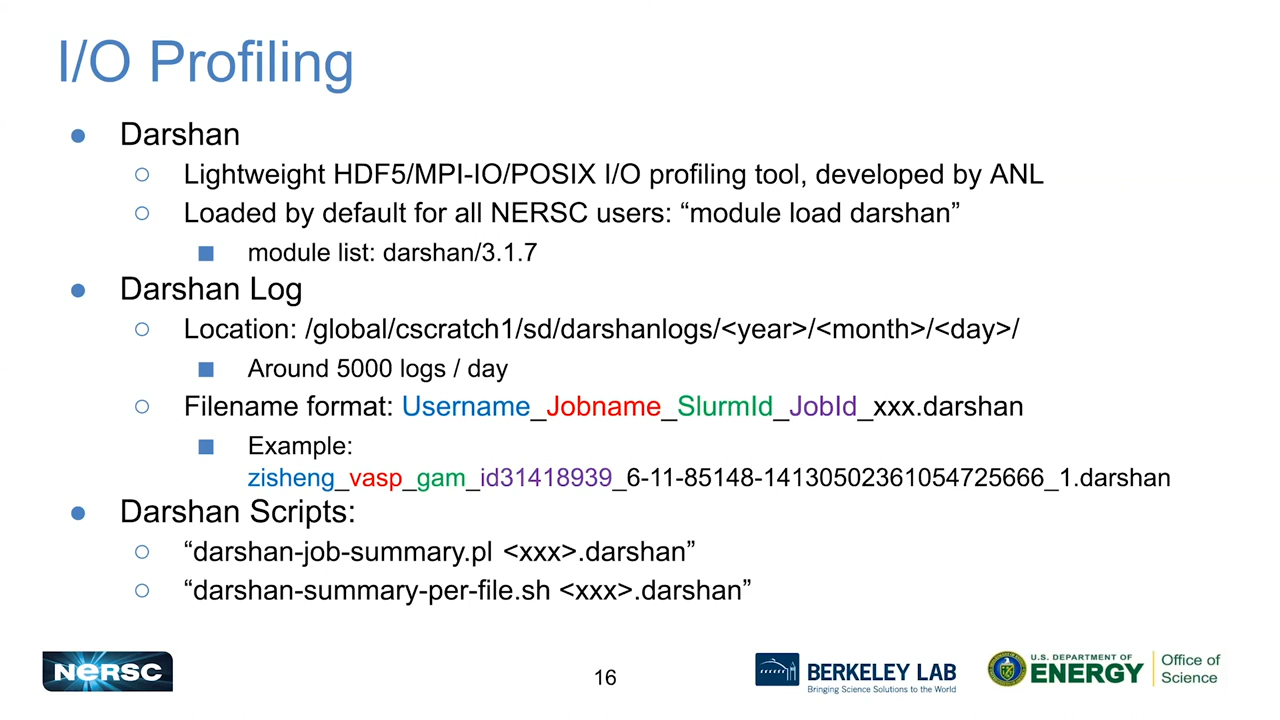 I/O Profiling
● Darshan
○ Lightweight HDF5/MPI-IO/POSIX I/O profiling tool, developed by ANL
○ Loaded by default for all NERSC users: “module load darshan”
■ module list: darshan/3.1.7
● Darshan Log
○ Location: /global/cscratch1/sd/darshanlogs/<year>/<month>/<day>/
■ Around 5000 logs / day
○ Filename format: Username_Jobname_SlurmId_JobId_xxx.darshan
■ Example:
zisheng_vasp_gam_id31418939_6-11-85148-14130502361054725666_1.darshan
● Darshan Scripts:
○ “darshan-job-summary.pl <xxx>.darshan”
○ “darshan-summary-per-file.sh <xxx>.darshan”
NERSC
16
BERKELEY LAB
Bringing Science Solutions to the World
U.S. DEPARTMENT OF
ENERGY
Office of
Science